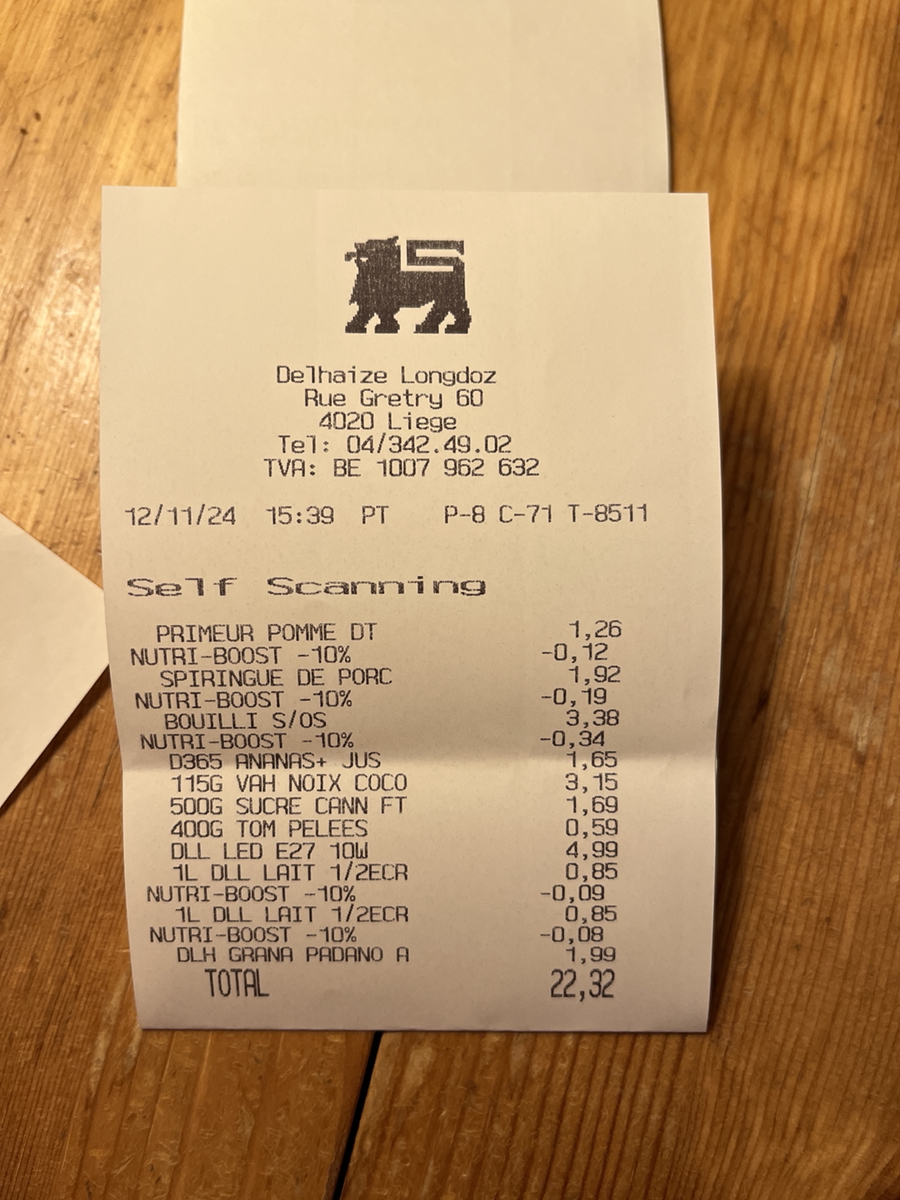 Delhaize Longdoz
Rue Gretry 60
4020 Liege
Tel: 04/342.49.02
TVA: BE 1007 962 632
12/11/24 15:39 PT P-8 C-71 T-8511
Self Scanning
PRIMEUR POMME DT 1,26
NUTRI-BOOST -10% -0,12
SPIRINGUE DE PORC 1,92
NUTRI-BOOST -10% -0,19
BOUILLI S/OS 3,38
NUTRI-BOOST -10% -0,34
D365 ANANAS+ JUS 1,65
115G VAH NOIX COCO 3,15
500G SUCRE CANN FT 1,69
400G TOM PELEES 0,59
DLL LED E27 10W 4,99
1L DLL LAIT 1/2ECR 0,85
NUTRI-BOOST -10% -0,09
1L DLL LAIT 1/2ECR 0,85
NUTRI-BOOST -10% -0,08
DLH GRANA PADANO A 1,99
TOTAL 22,32